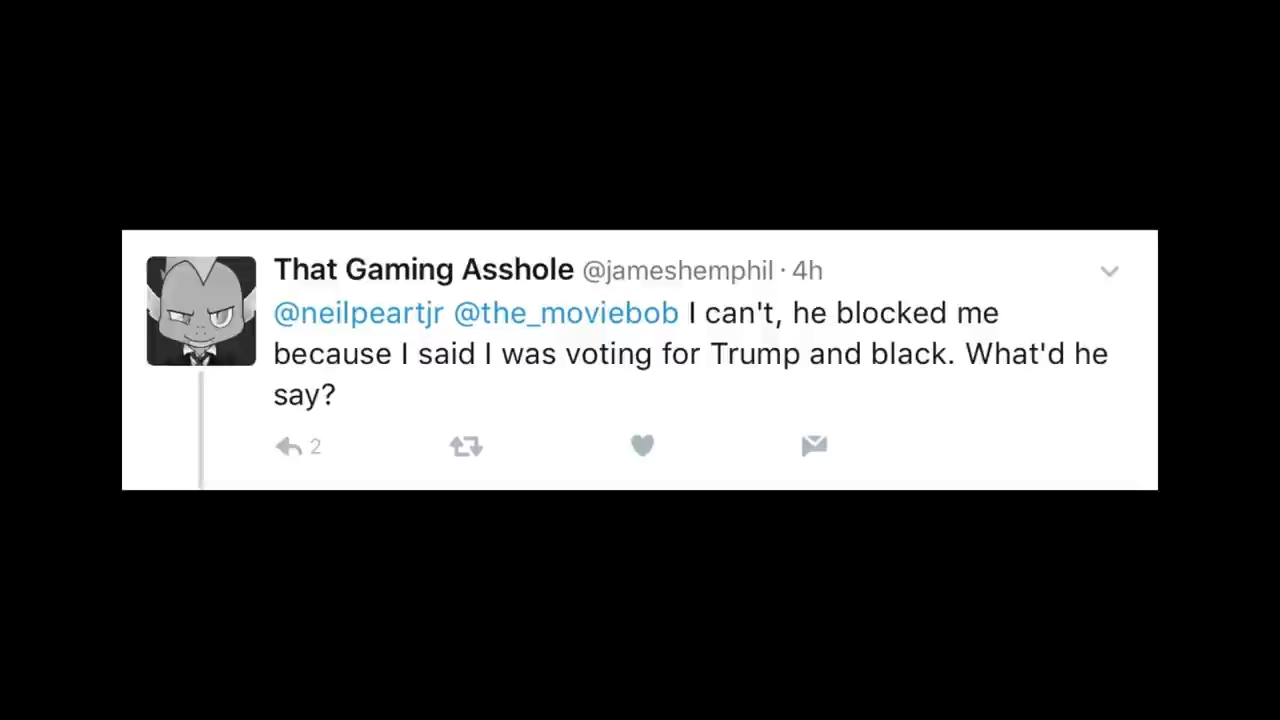 That Gaming Asshole @jameshemphil · 4h
@neilpeartjr @the_moviebob I can't, he blocked me
because I said I was voting for Trump and black. What'd he
say?
2